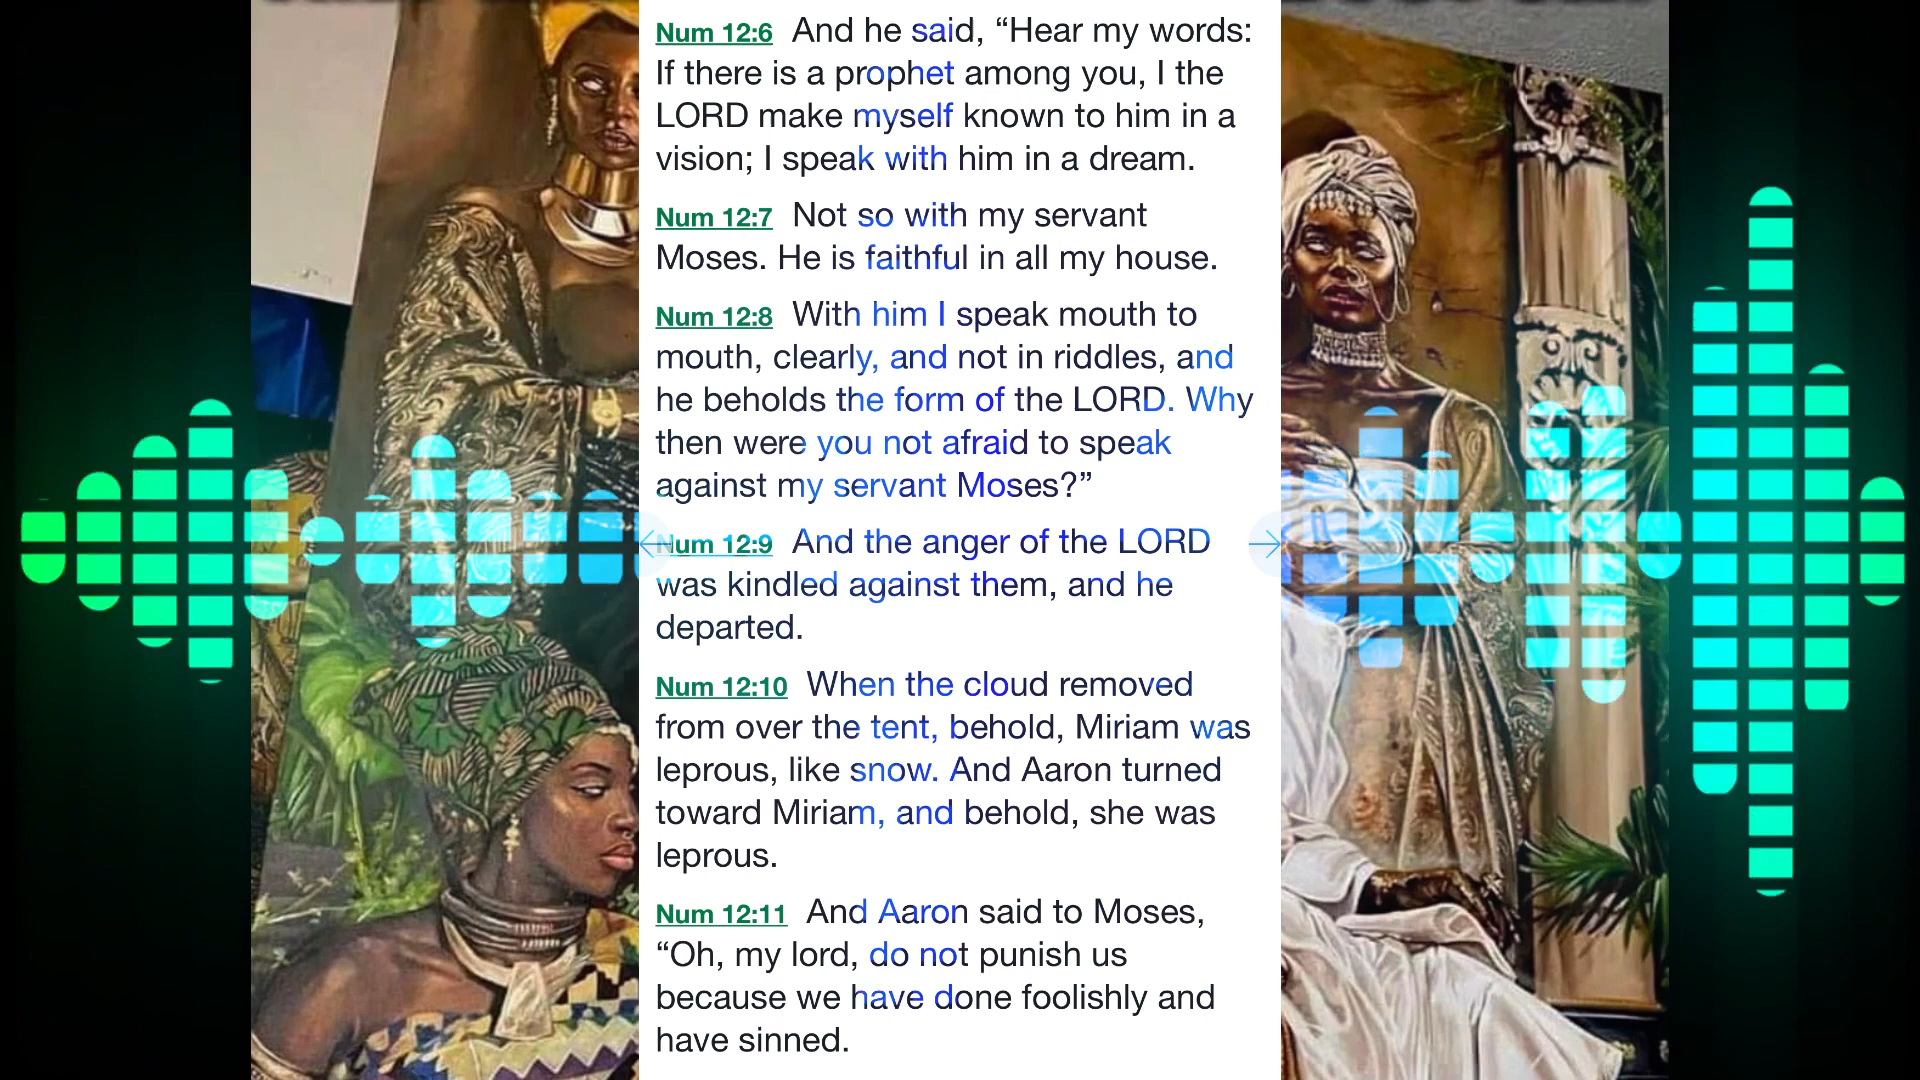 Num 12:6 And he said, “Hear my words:
If there is a prophet among you, I the
LORD make myself known to him in a
vision; I speak with him in a dream.
Num 12:7 Not so with my servant
Moses. He is faithful in all my house.
Num 12:8 With him I speak mouth to
mouth, clearly, and not in riddles, and
he beholds the form of the LORD. Why
then were you not afraid to speak
against my servant Moses?”
Num 12:9 And the anger of the LORD
was kindled against them, and he
departed.
Num 12:10 When the cloud removed
from over the tent, behold, Miriam was
leprous, like snow. And Aaron turned
toward Miriam, and behold, she was
leprous.
Num 12:11 And Aaron said to Moses,
“Oh, my lord, do not punish us
because we have done foolishly and
have sinned.